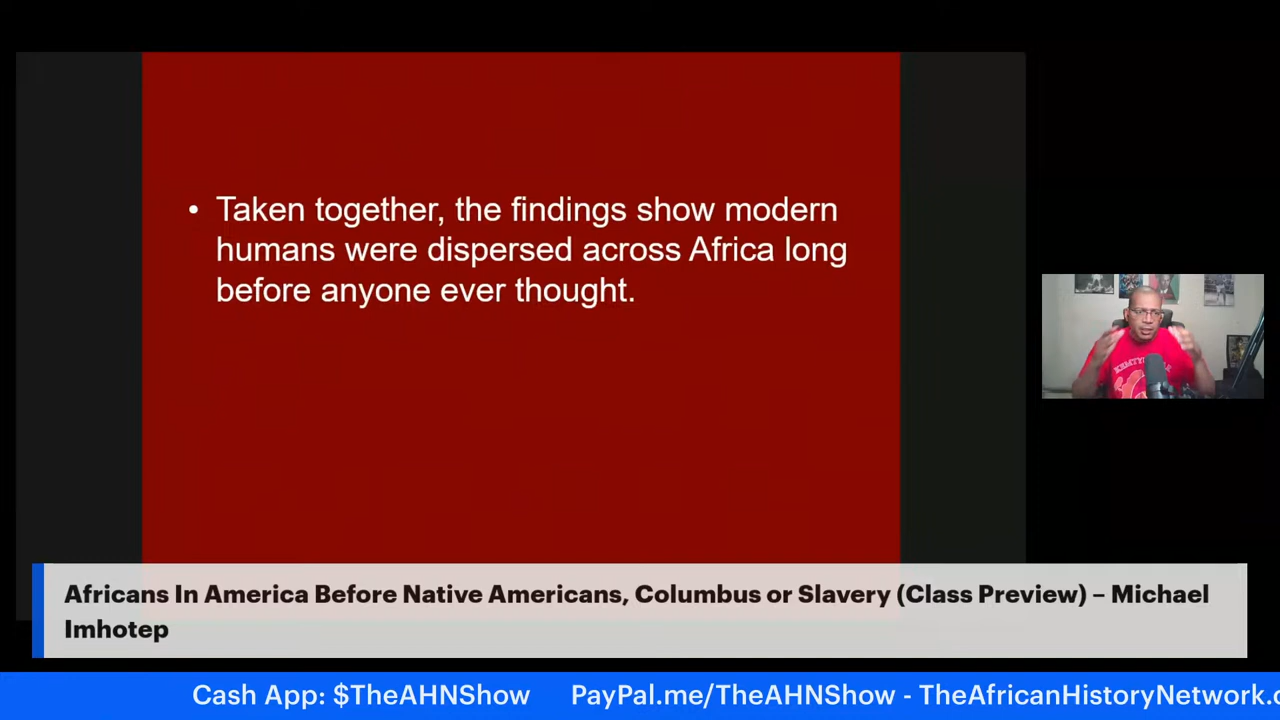 • Taken together, the findings show modern
humans were dispersed across Africa long
before anyone ever thought.
Africans In America Before Native Americans, Columbus or Slavery (Class Preview) – Michael
Imhotep
Cash App: $TheAHNShow PayPal.me/TheAHNShow - TheAfricanHistoryNetwork.c